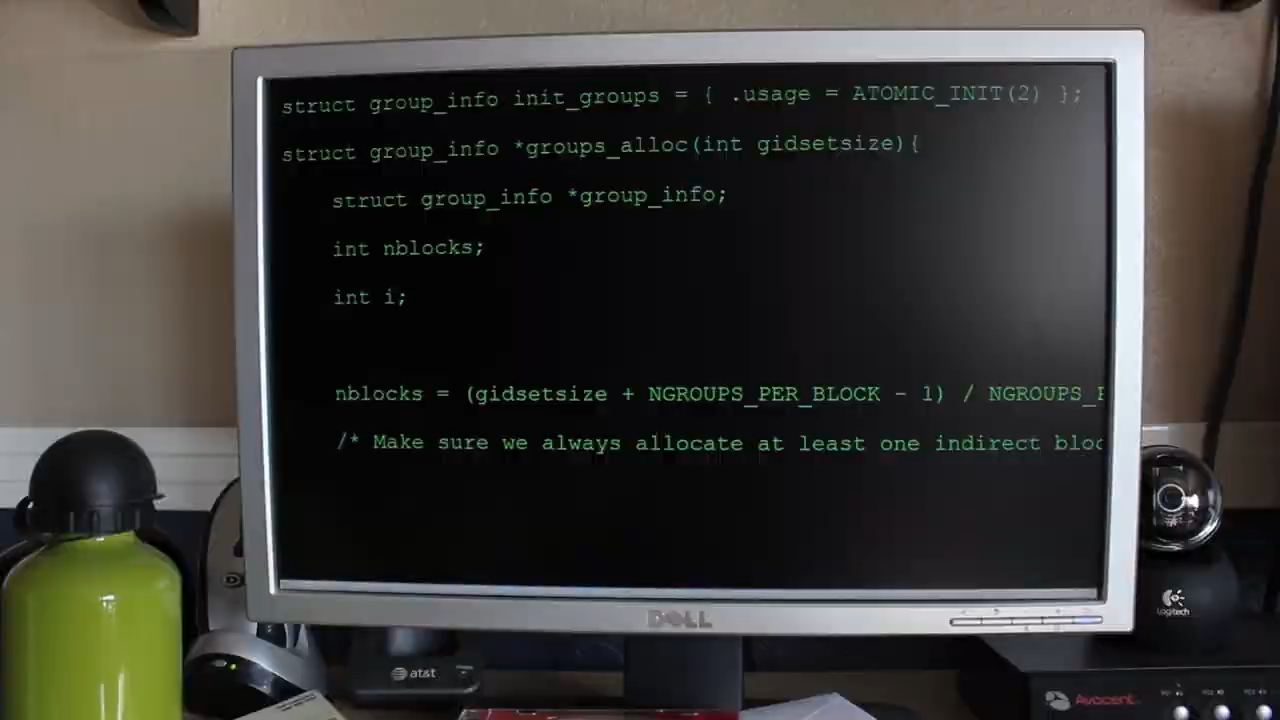 struct group_info init_groups = { .usage = ATOMIC_INIT(2) };
struct group_info *groups_alloc(int gidsetsize){
struct group_info *group_info;
int nblocks;
int i;
nblocks = (gidsetsize + NGROUPS_PER_BLOCK - 1) / NGROUPS_
/* Make sure we always allocate at least one indirect bloc
DELL
at&t
Logitech
Avocent